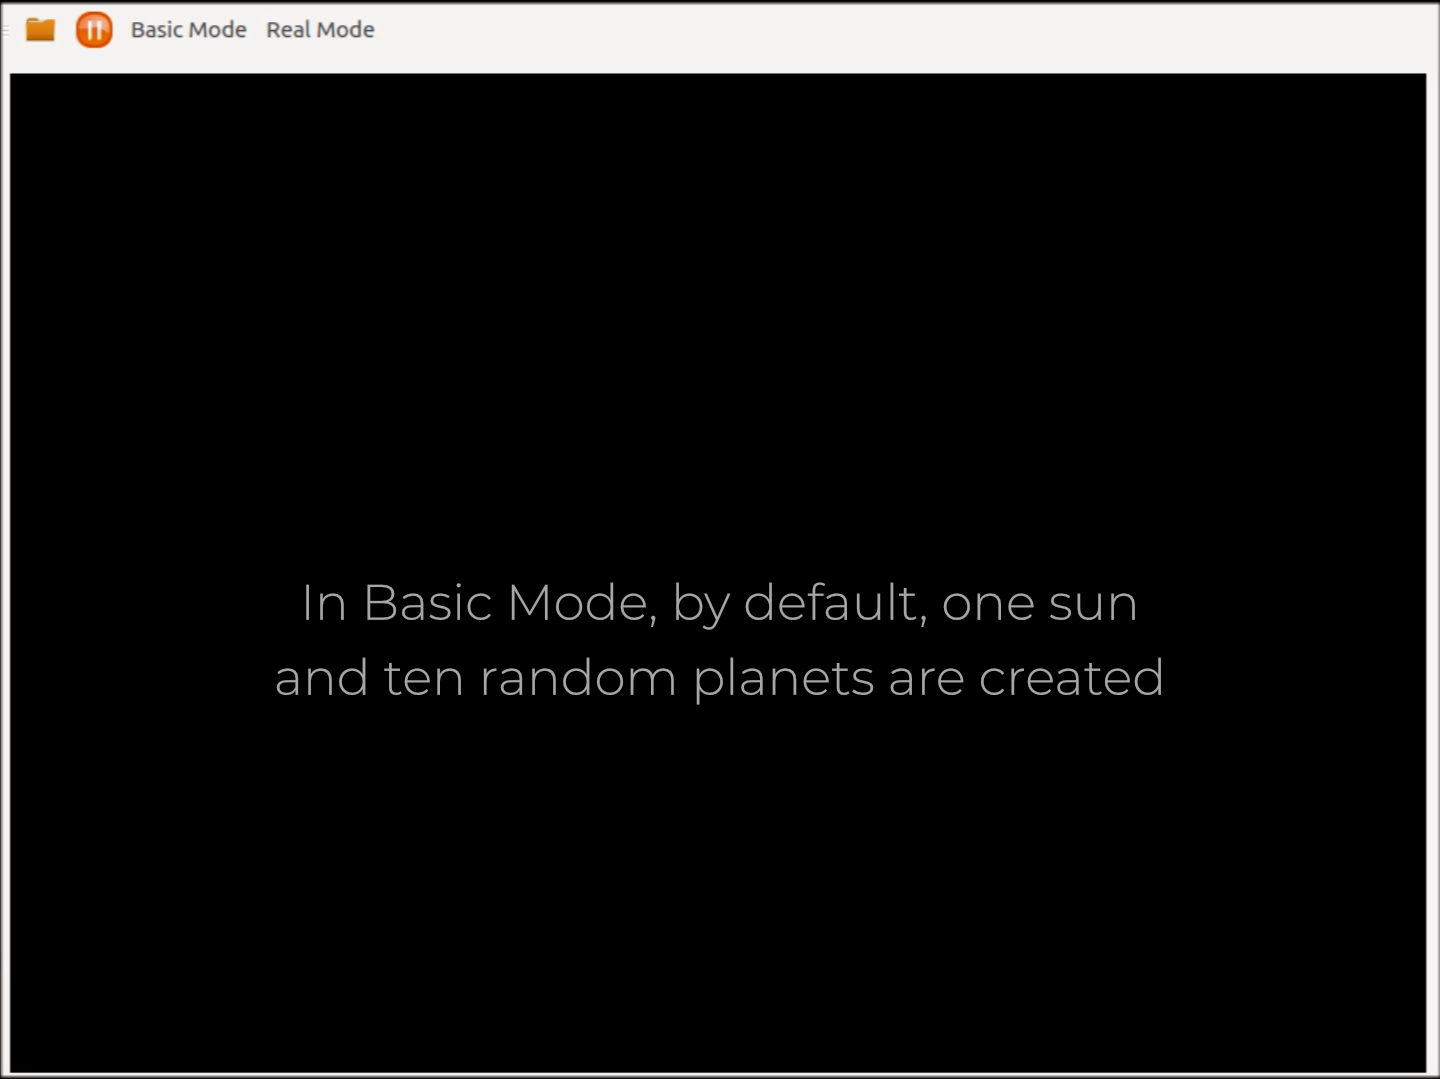 Basic Mode Real Mode
In Basic Mode, by default, one sun
and ten random planets are created